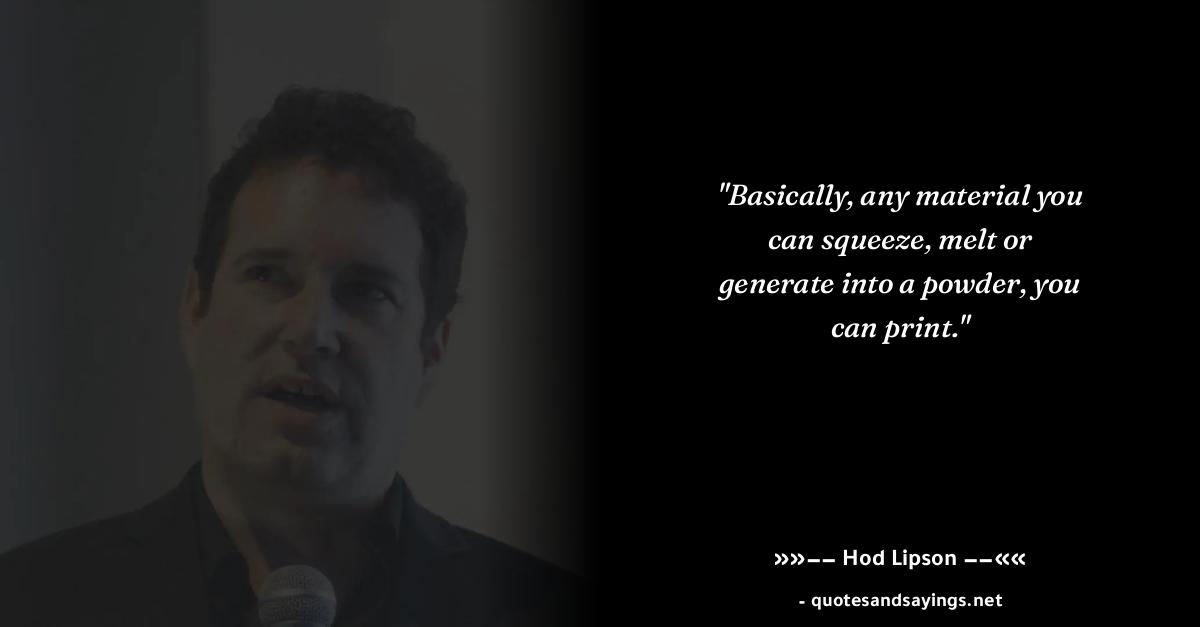 "Basically, any material you
can squeeze, melt or
generate into a powder, you
can print."
»»−− Hod Lipson −−««
- quotesandsayings.net